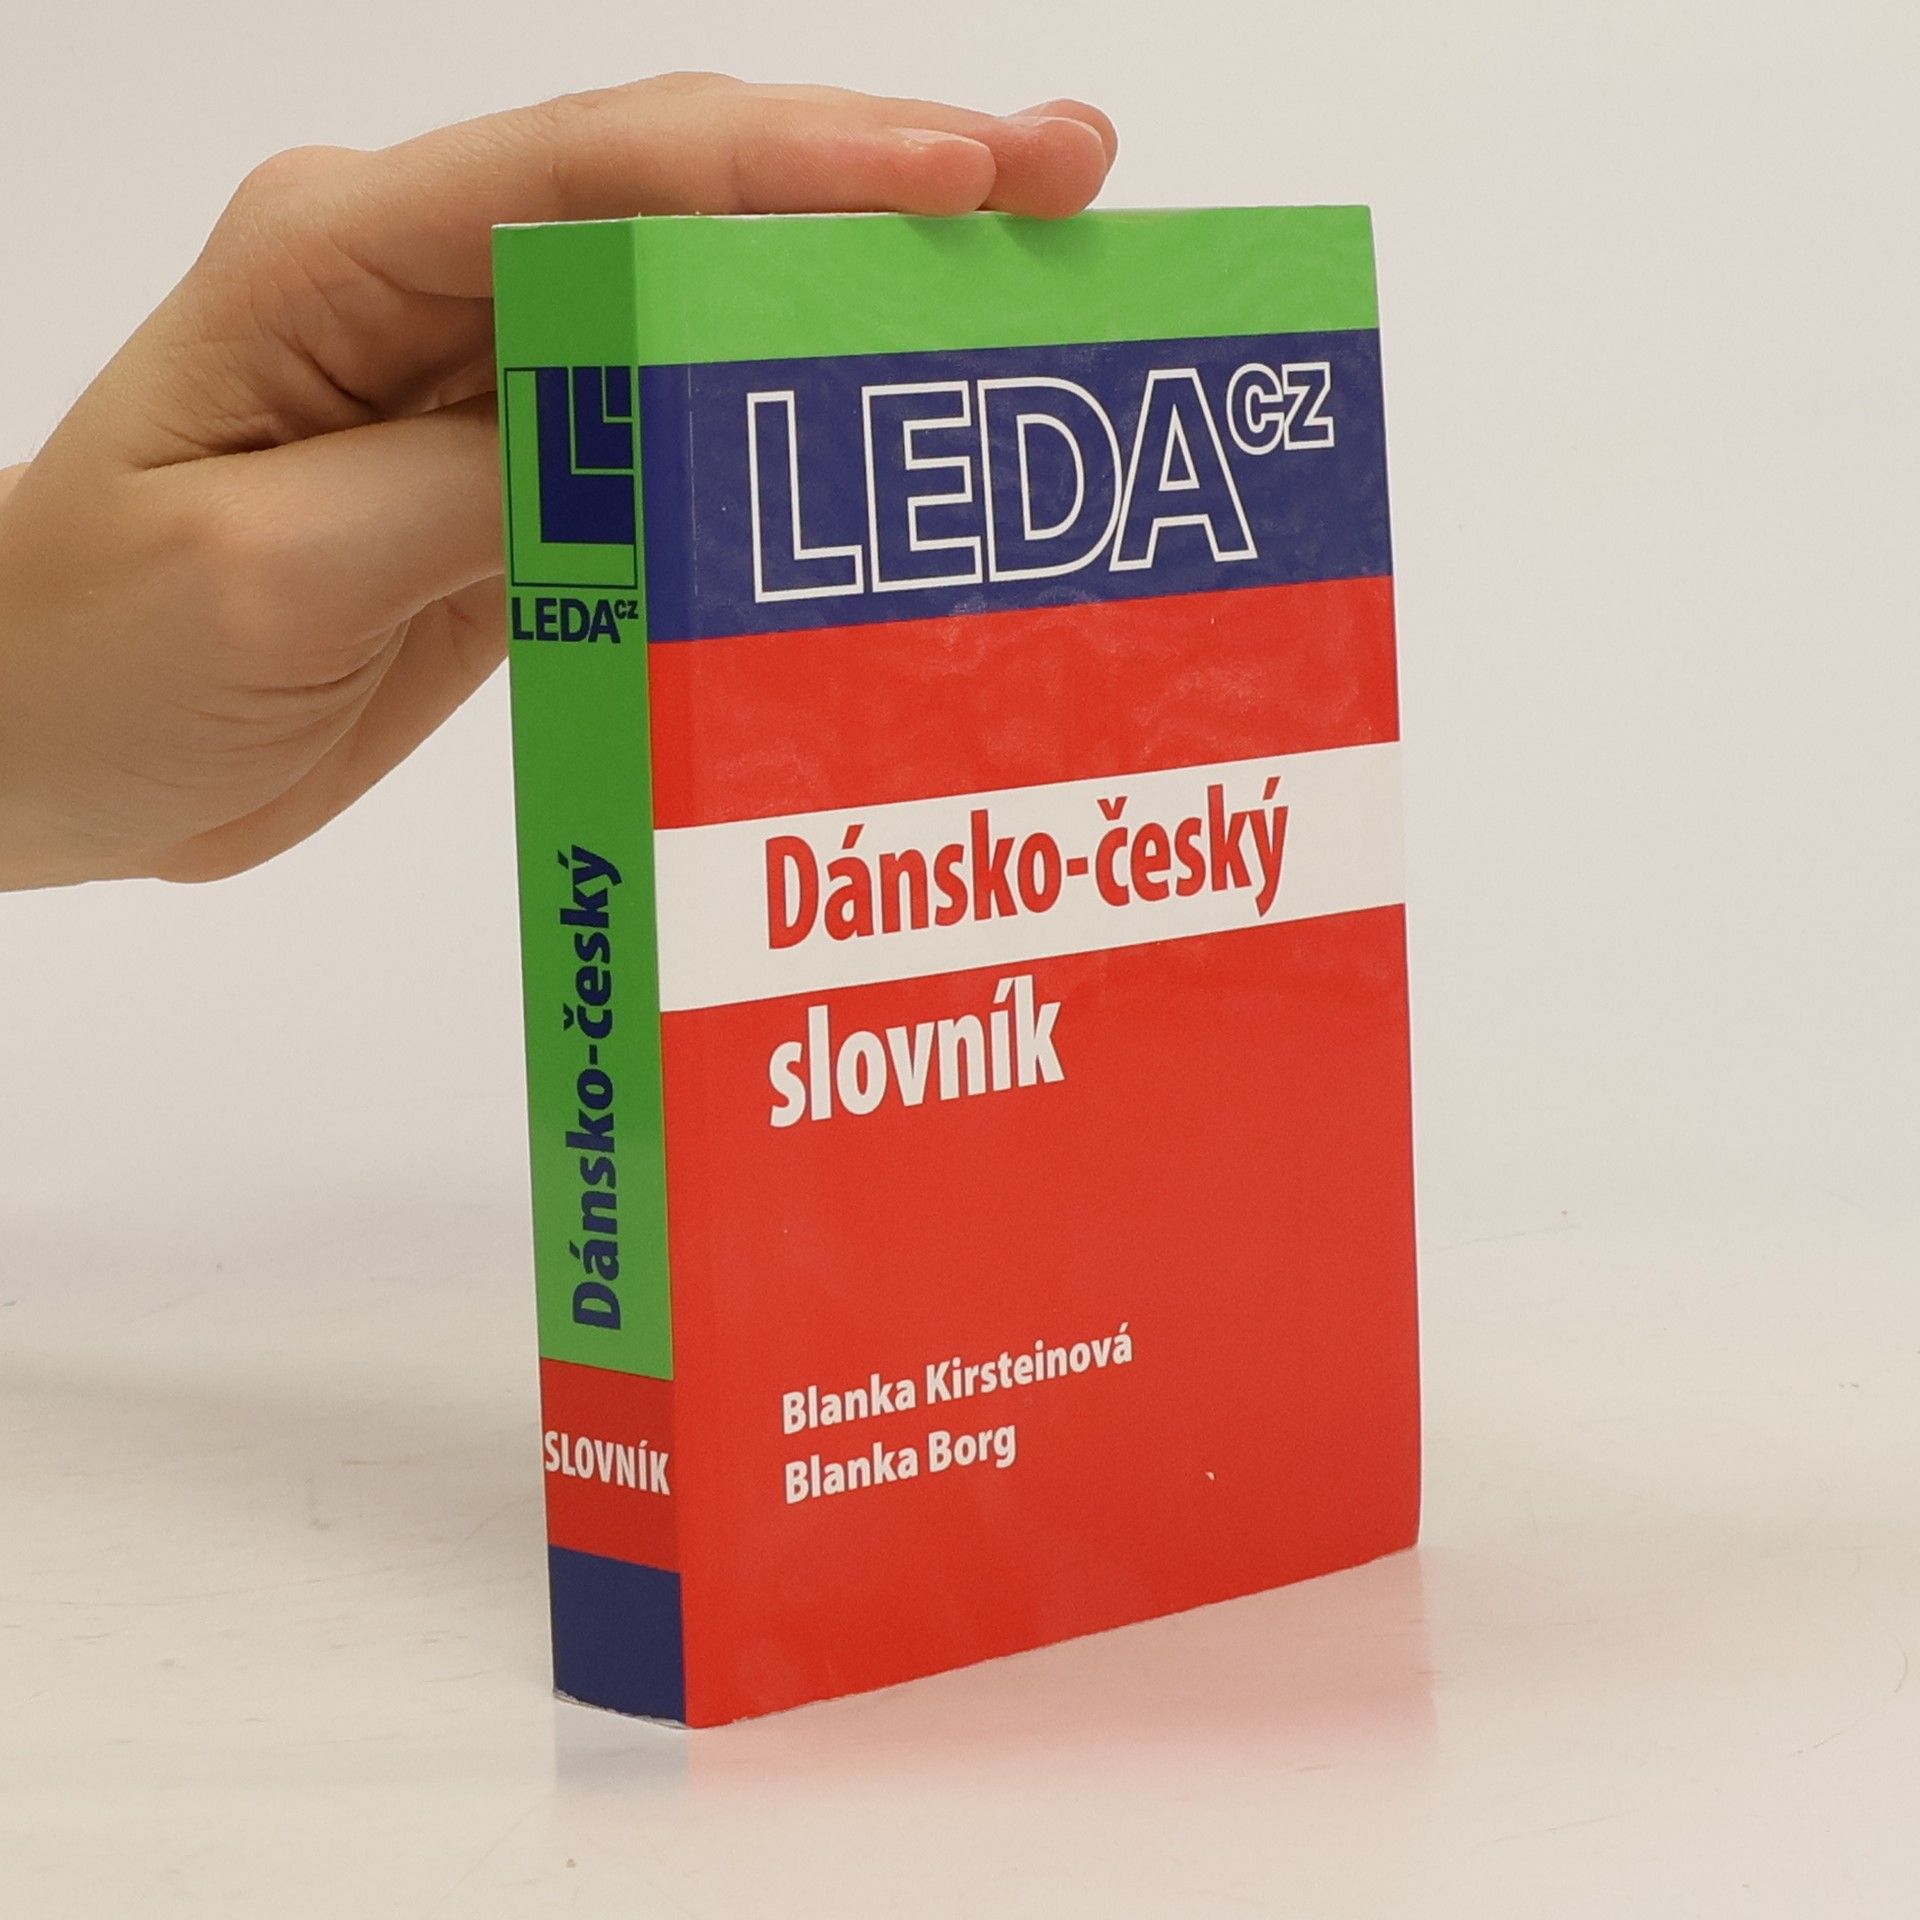 LEDA CZ
Dánsko-český
slovník
Blanka Kirsteinová
Blanka Borg
LEDA CZ
Dánsko-český
SLOVNÍK